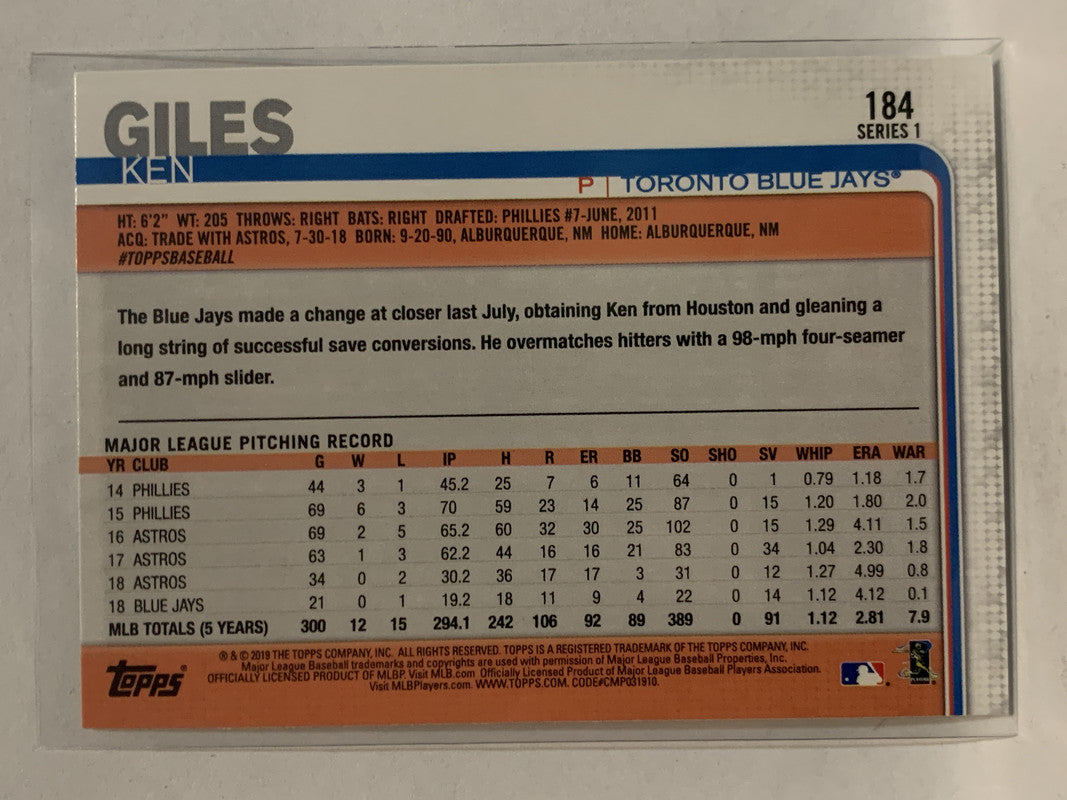 GILES
KEN
184
SERIES 1
P | TORONTO BLUE JAYS®
HT: 6'2" WT: 205 THROWS: RIGHT BATS: RIGHT DRAFTED: PHILLIES #7-JUNE, 2011
ACQ: TRADE WITH ASTROS, 7-30-18 BORN: 9-20-90, ALBURQUERQUE, NM HOME: ALBURQUERQUE, NM
#TOPPSBASEBALL
The Blue Jays made a change at closer last July, obtaining Ken from Houston and gleaning a
long string of successful save conversions. He overmatches hitters with a 98-mph four-seamer
and 87-mph slider.
MAJOR LEAGUE PITCHING RECORD
YR CLUB G W L IP H R ER BB SO SHO SV WHIP ERA WAR
14 PHILLIES 44 3 1 45.2 25 7 6 11 64 0 1 0.79 1.18 1.7
15 PHILLIES 69 6 3 70 59 23 14 25 87 0 15 1.20 1.80 2.0
16 ASTROS 69 2 5 65.2 60 32 30 25 102 0 15 1.29 4.11 1.5
17 ASTROS 63 1 3 62.2 44 16 16 21 83 0 34 1.04 2.30 1.8
18 ASTROS 34 0 2 30.2 36 17 17 3 31 0 12 1.27 4.99 0.8
18 BLUE JAYS 21 0 1 19.2 18 11 9 4 22 0 14 1.12 4.12 0.1
MLB TOTALS (5 YEARS) 300 12 15 294.1 242 106 92 89 389 0 91 1.12 2.81 7.9
® & © 2019 THE TOPPS COMPANY, INC. ALL RIGHTS RESERVED. TOPPS IS A REGISTERED TRADEMARK OF THE TOPPS COMPANY, INC.
Major League Baseball trademarks and copyrights are used with permission of Major League Baseball Properties, Inc.
OFFICIALLY LICENSED PRODUCT OF MLBP. Visit MLB.com Officially Licensed Product of Major League Baseball Players Association.
Visit MLBPlayers.com. WWW.TOPPS.COM. CODE#CMP031910.
Topps